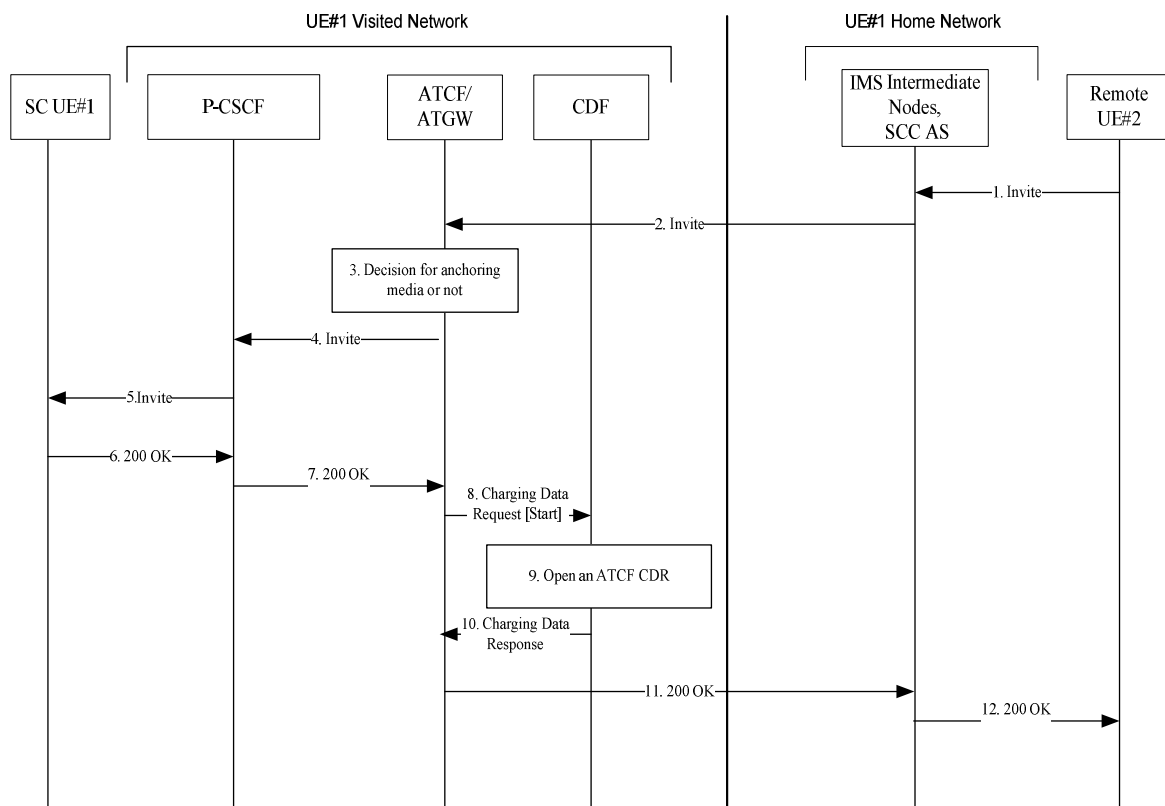 UE#1 Visited Network
UE#1 Home Network
SC UE#1
P-CSCF
ATCF/
ATGW
CDF
IMS Intermediate
Nodes,
SCC AS
Remote
UE#2
1. Invite
2. Invite
3. Decision for anchoring
media or not
4. Invite
5.Invite
6. 200 OK
7. 200 OK
8. Charging Data
Request [Start]
9. Open an ATCF CDR
10. Charging Data
Response
11. 200 OK
12. 200 OK